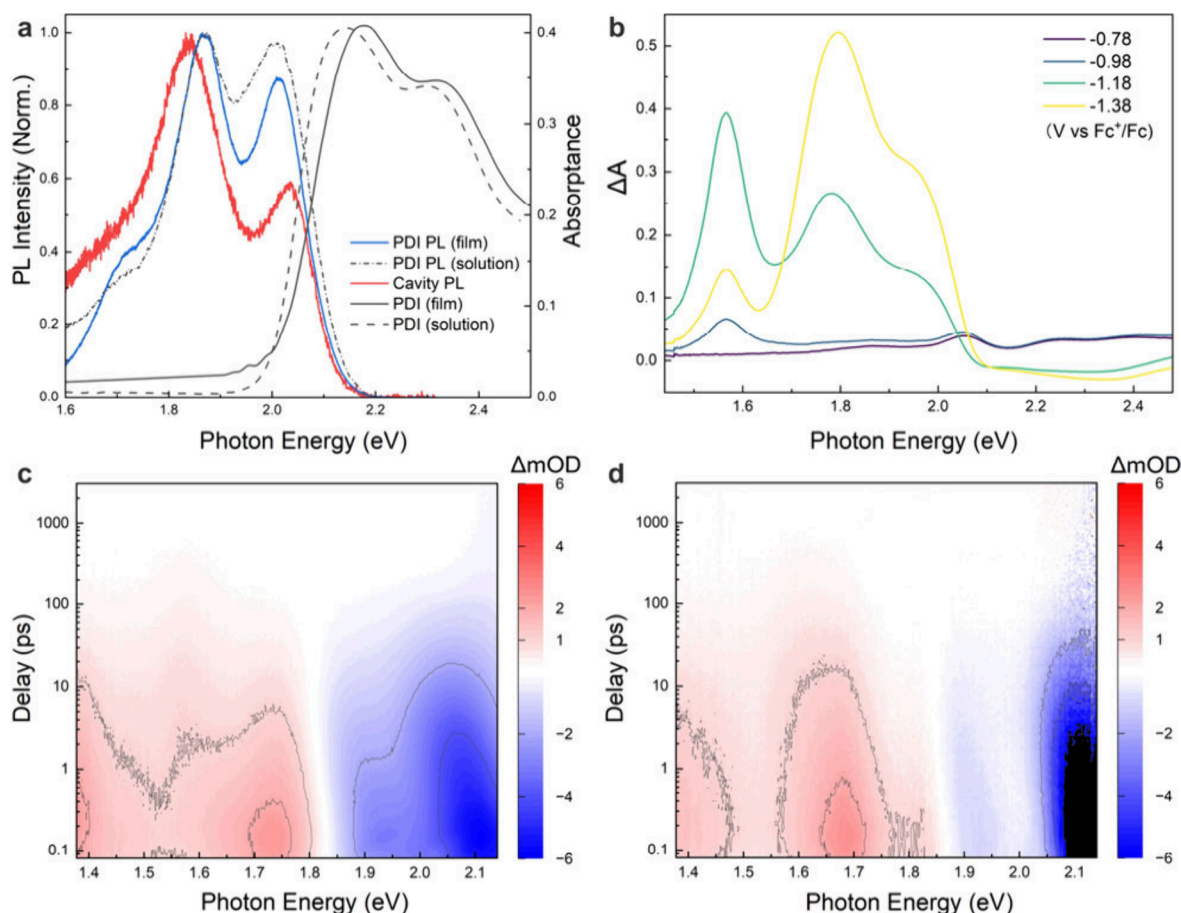 a
PL Intensity (Norm.)
1.0
0.8
0.6
0.4
0.2
0.0
1.6 1.8 2.0 2.2 2.4
Photon Energy (eV)
0.4
0.3
0.2
0.1
0.0
Absorptance
PDI PL (film)
PDI PL (solution)
Cavity PL
PDI (film)
PDI (solution)
b
ΔA
0.5
0.4
0.3
0.2
0.1
0.0
1.6 1.8 2.0 2.2 2.4
Photon Energy (eV)
-0.78
-0.98
-1.18
-1.38
(V vs Fc⁺/Fc)
c
Delay (ps)
1000
100
10
1
0.1
1.4 1.5 1.6 1.7 1.8 1.9 2.0 2.1
Photon Energy (eV)
ΔmOD
6
4
2
1
−2
−4
−6
d
Delay (ps)
1000
100
10
1
0.1
1.4 1.5 1.6 1.7 1.8 1.9 2.0 2.1
Photon Energy (eV)
ΔmOD
6
4
2
1
−2
−4
−6